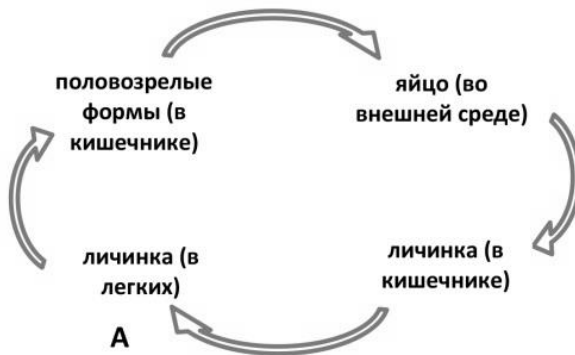 половозрелые
формы (в
кишечнике)
яйцо (во
внешней среде)
личинка (в
кишечнике)
личинка (в
легких)
А